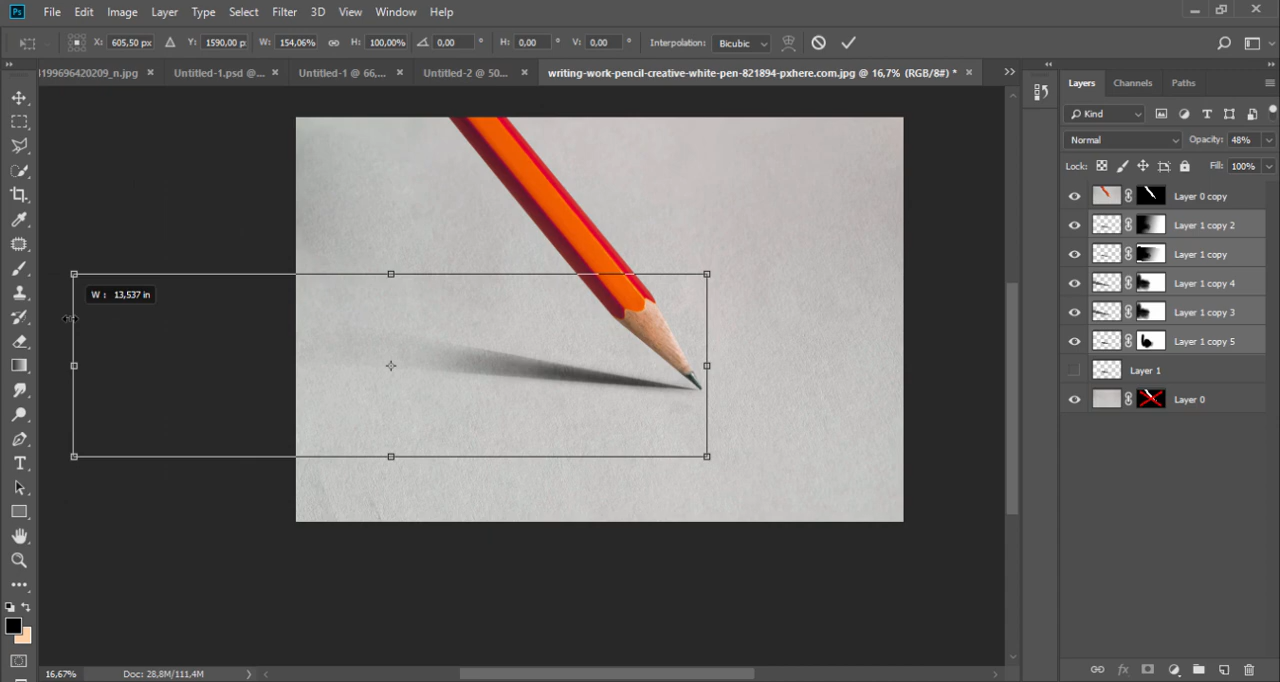 Ps File Edit Image Layer Type Select Filter 3D View Window Help
X: 605,50 px Y: 1590,00 p W: 154,06% H: 100,00% 0,00 ° H: 0,00 ° V: 0,00 ° Interpolation: Bicubic
4199696420209_n.jpg × Untitled-1.psd @... × Untitled-1 @ 66,... × Untitled-2 @ 50... × writing-work-pencil-creative-white-pen-821894-pxhere.com.jpg @ 16,7% (RGB/8#) * ×
Layers Channels Paths
Kind
Normal Opacity: 48%
Lock: Fill: 100%
Layer 0 copy
Layer 1 copy 2
Layer 1 copy
Layer 1 copy 4
Layer 1 copy 3
Layer 1 copy 5
Layer 1
Layer 0
W : 13,537 in
16,67% Doc: 28,8M/111,4M